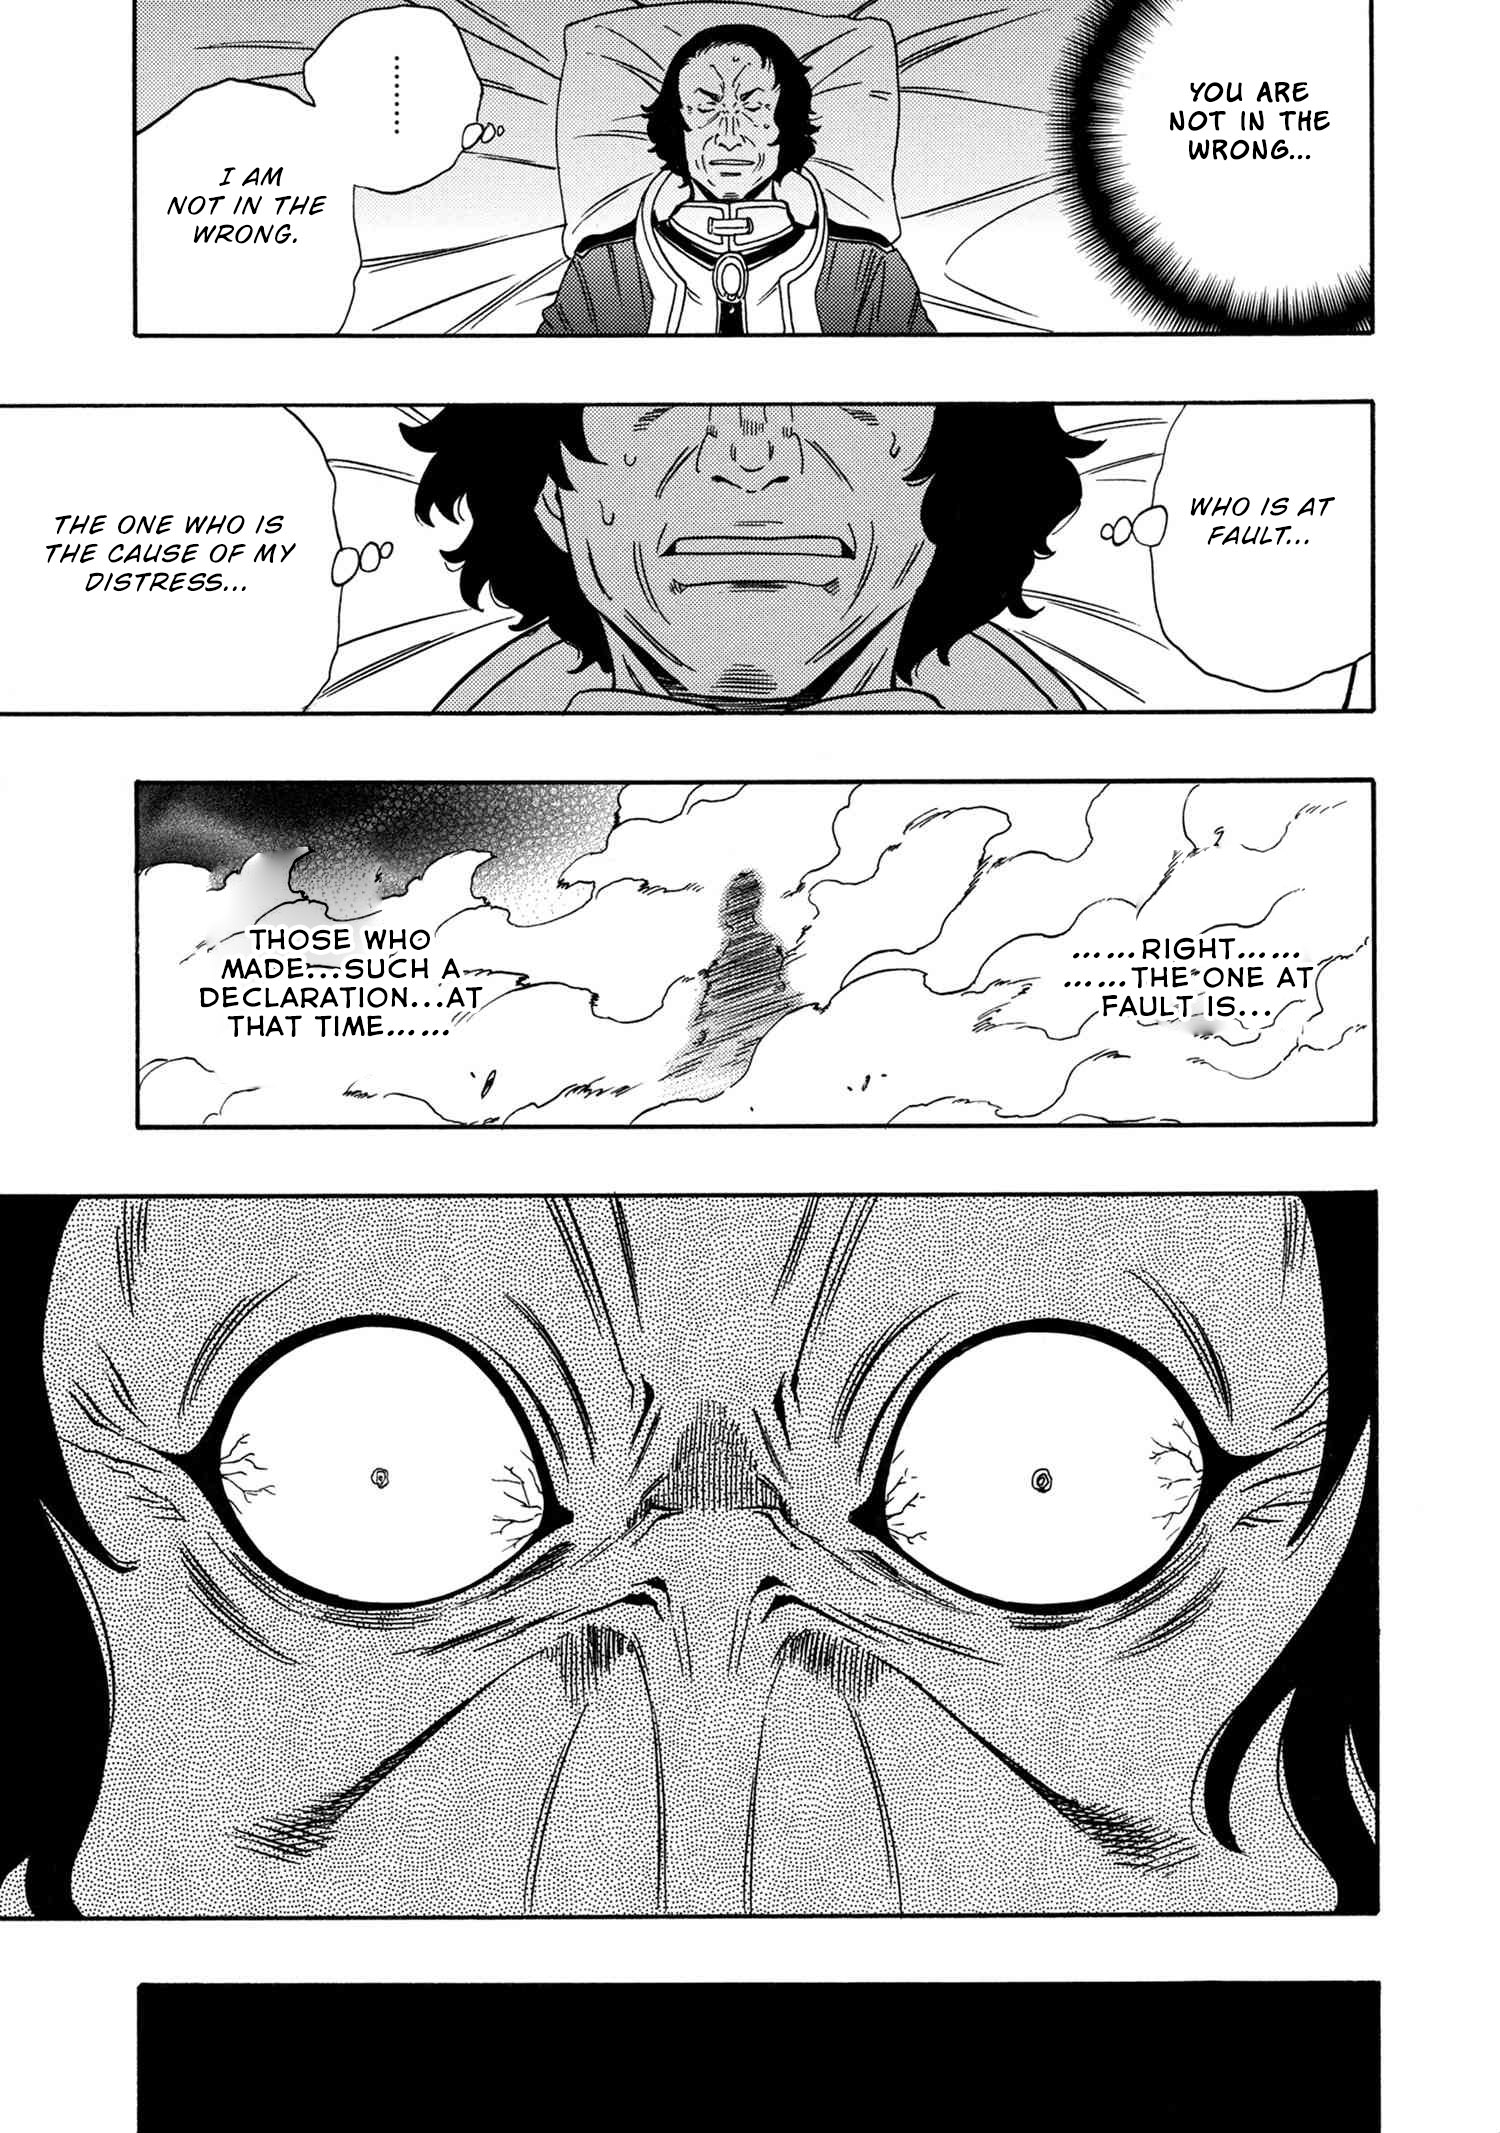 YOU ARE
NOT IN THE
WRONG...
..........
I AM
NOT IN THE
WRONG.
WHO IS AT
FAULT...
THE ONE WHO IS
THE CAUSE OF MY
DISTRESS...
......RIGHT......
......THE ONE AT
FAULT IS...
THOSE WHO
MADE...SUCH A
DECLARATION...AT
THAT TIME......